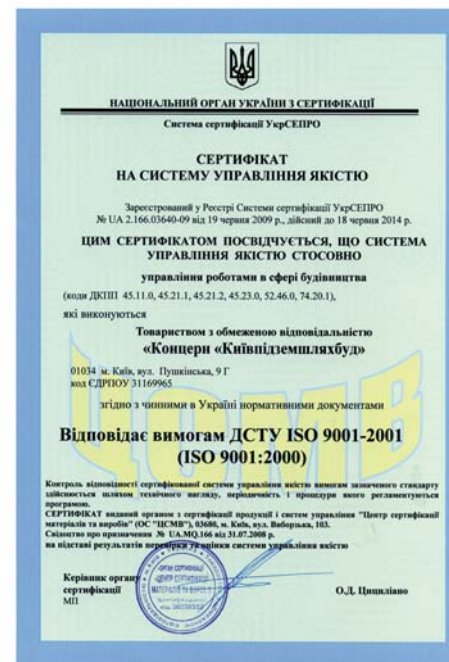 НАЦІОНАЛЬНИЙ ОРГАН УКРАЇНИ З СЕРТИФІКАЦІЇ
Система сертифікації УкрСЕПРО
СЕРТИФІКАТ
НА СИСТЕМУ УПРАВЛІННЯ ЯКІСТЮ
Зареєстрований у Реєстрі Системи сертифікації УкрСЕПРО
№ UA 2.166.03640-09 від 19 червня 2009 р., дійсний до 18 червня 2014 р.
ЦИМ СЕРТИФІКАТОМ ПОСВІДЧУЄТЬСЯ, ЩО СИСТЕМА
УПРАВЛІННЯ ЯКІСТЮ СТОСОВНО
управління роботами в сфері будівництва
(коди ДКПП 45.11.0, 45.21.1, 45.21.2, 45.23.0, 52.46.0, 74.20.1),
які виконуються
Товариством з обмеженою відповідальністю
«Концерн «Київпідземшляхбуд»
01034 м. Київ, вул. Пушкінська, 9 Г
код ЄДРПОУ 31169965
згідно з чинними в Україні нормативними документами
Відповідає вимогам ДСТУ ISO 9001-2001
(ISO 9001:2000)
Контроль відповідності сертифікованої системи управління якістю вимогам зазначеного стандарту
здійснюється шляхом технічного нагляду, періодичність і процедури якого регламентуються
програмою.
СЕРТИФІКАТ виданий органом з сертифікації продукції і систем управління "Центр сертифікації
матеріалів та виробів" (ОС "ЦСМВ"), 03680, м. Київ, вул. Виборзька, 103.
Свідоцтво про призначення № UA.MQ.166 від 31.07.2008 р.
на підставі результатів перевірки та оцінки системи управління якістю
Керівник органу
сертифікації
МП
О.Д. Цициліано